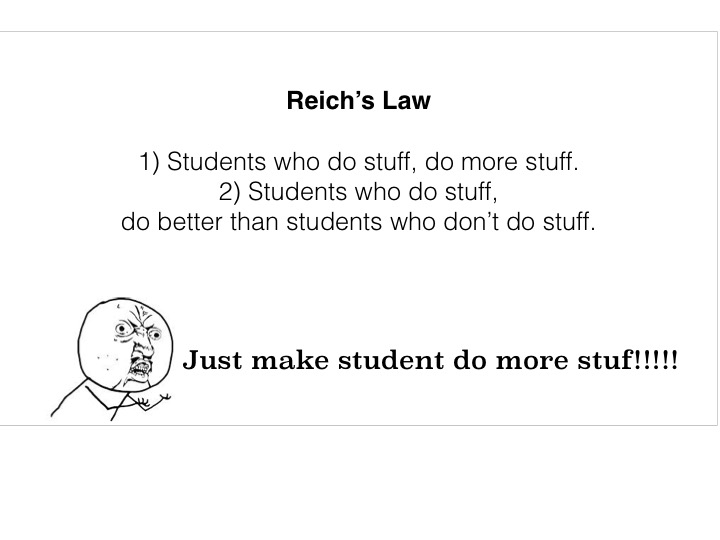 Reich’s Law
1) Students who do stuff, do more stuff.
2) Students who do stuff,
do better than students who don’t do stuff.
Just make student do more stuf!!!!!